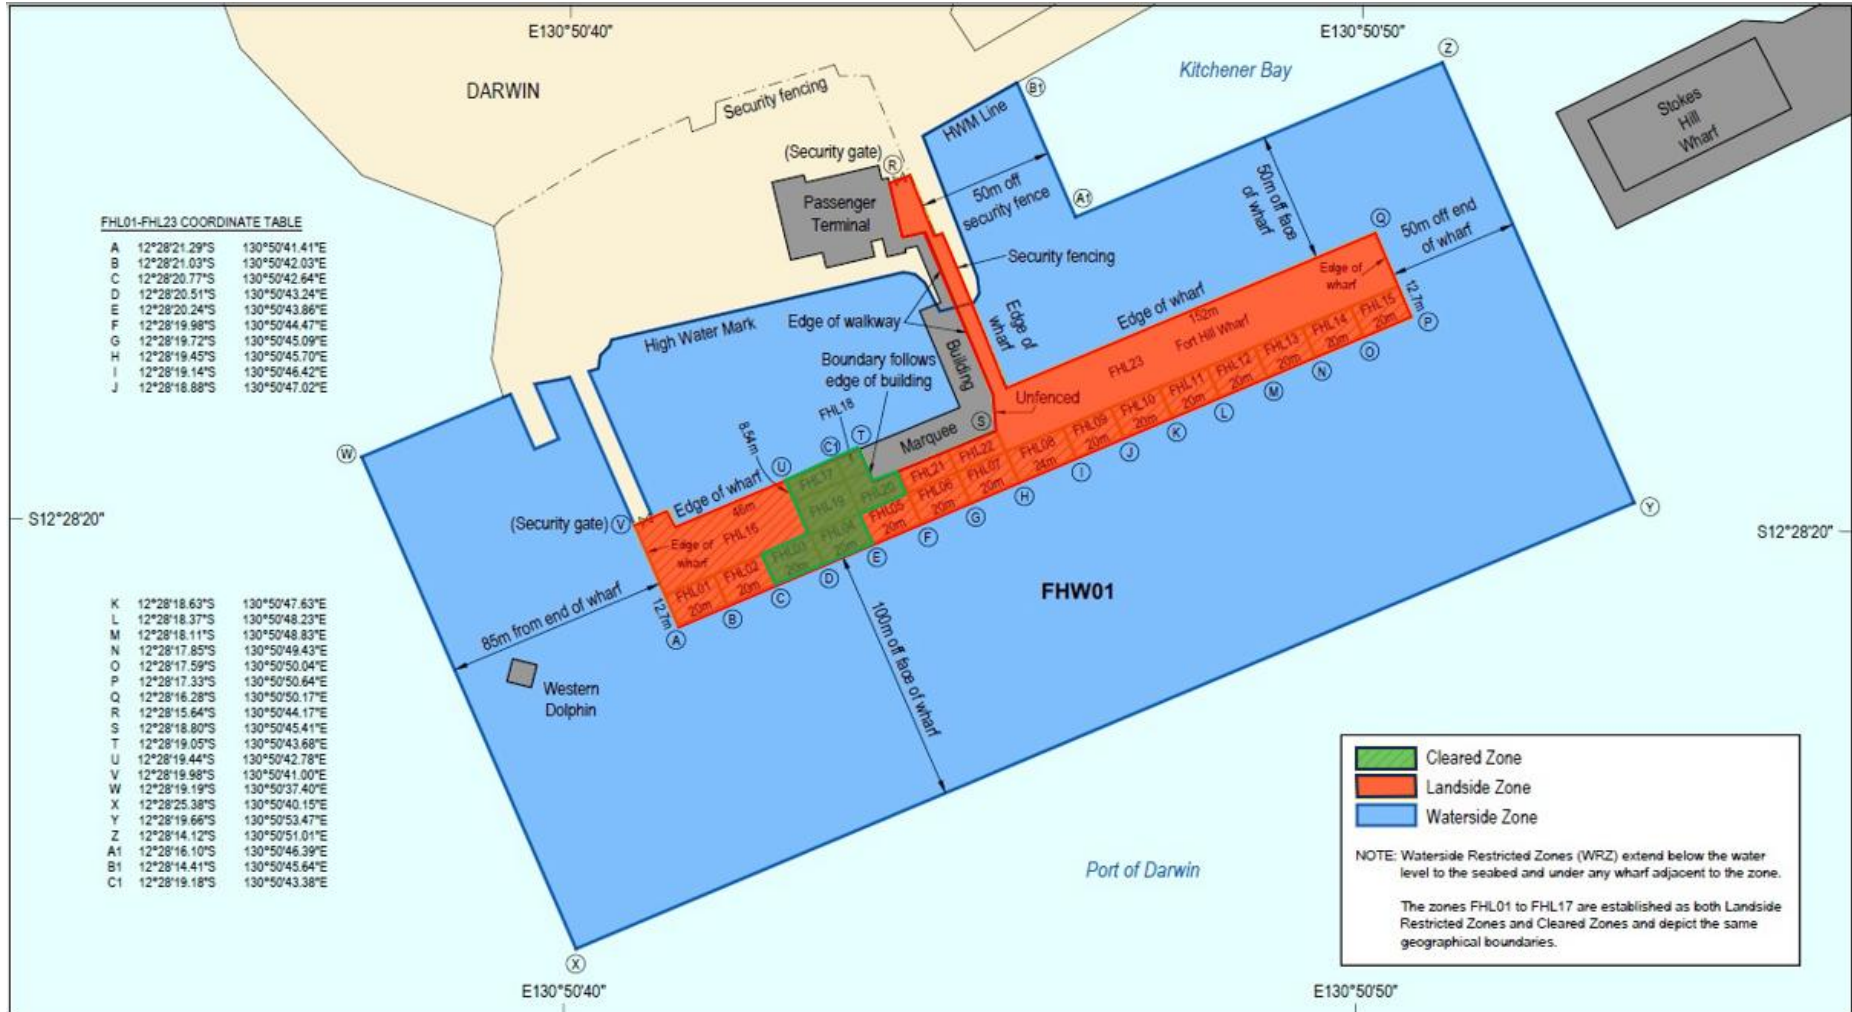 E130°50'40"
E130°50'50"
Z
Kitchener Bay
DARWIN
Security fencing
B1
HWM Line
Stokes
Hill
Wharf
(Security gate) R
50m off
security fence
Passenger
Terminal
A1
50m off face
of wharf
Q
50m off end
of wharf
Security fencing
Edge of
wharf
Edge of wharf
152m
Fort Hill Wharf
FHL23
12.7m
P
Edge of
wharf
Edge of walkway
High Water Mark
Building
Boundary follows
edge of building
Unfenced
S
Marquee
FHL18
8.54m
C1
T
U
FHL01-FHL23 COORDINATE TABLE
A 12°28'21.29"S 130°50'41.41"E
B 12°28'21.03"S 130°50'42.03"E
C 12°28'20.77"S 130°50'42.64"E
D 12°28'20.51"S 130°50'43.24"E
E 12°28'20.24"S 130°50'43.86"E
F 12°28'19.98"S 130°50'44.47"E
G 12°28'19.72"S 130°50'45.09"E
H 12°28'19.45"S 130°50'45.70"E
I 12°28'19.14"S 130°50'46.42"E
J 12°28'18.88"S 130°50'47.02"E
W
Edge of wharf
46m
(Security gate) V
Edge of
wharf
FHL16
FHL17
FHL19
FHL20
FHL21
FHL22
FHL01
20m
FHL02
20m
FHL03
20m
FHL04
20m
FHL05
20m
FHL06
20m
FHL07
20m
FHL08
24m
FHL09
20m
FHL10
20m
FHL11
20m
FHL12
20m
FHL13
20m
FHL14
20m
FHL15
20m
12.7m
A
B
C
D
E
F
G
H
I
J
K
L
M
N
O
S12°28'20"
S12°28'20"
Y
85m from end of wharf
100m off face of wharf
FHW01
Western
Dolphin
K 12°28'18.63"S 130°50'47.63"E
L 12°28'18.37"S 130°50'48.23"E
M 12°28'18.11"S 130°50'48.83"E
N 12°28'17.85"S 130°50'49.43"E
O 12°28'17.59"S 130°50'50.04"E
P 12°28'17.33"S 130°50'50.64"E
Q 12°28'16.28"S 130°50'50.17"E
R 12°28'15.64"S 130°50'44.17"E
S 12°28'18.80"S 130°50'45.41"E
T 12°28'19.05"S 130°50'43.68"E
U 12°28'19.44"S 130°50'42.78"E
V 12°28'19.98"S 130°50'41.00"E
W 12°28'19.19"S 130°50'37.40"E
X 12°28'25.38"S 130°50'40.15"E
Y 12°28'19.66"S 130°50'53.47"E
Z 12°28'14.12"S 130°50'51.01"E
A1 12°28'16.10"S 130°50'46.39"E
B1 12°28'14.41"S 130°50'45.64"E
C1 12°28'19.18"S 130°50'43.38"E
Port of Darwin
Cleared Zone
Landside Zone
Waterside Zone
NOTE: Waterside Restricted Zones (WRZ) extend below the water
level to the seabed and under any wharf adjacent to the zone.
The zones FHL01 to FHL17 are established as both Landside
Restricted Zones and Cleared Zones and depict the same
geographical boundaries.
X
E130°50'40"
E130°50'50"